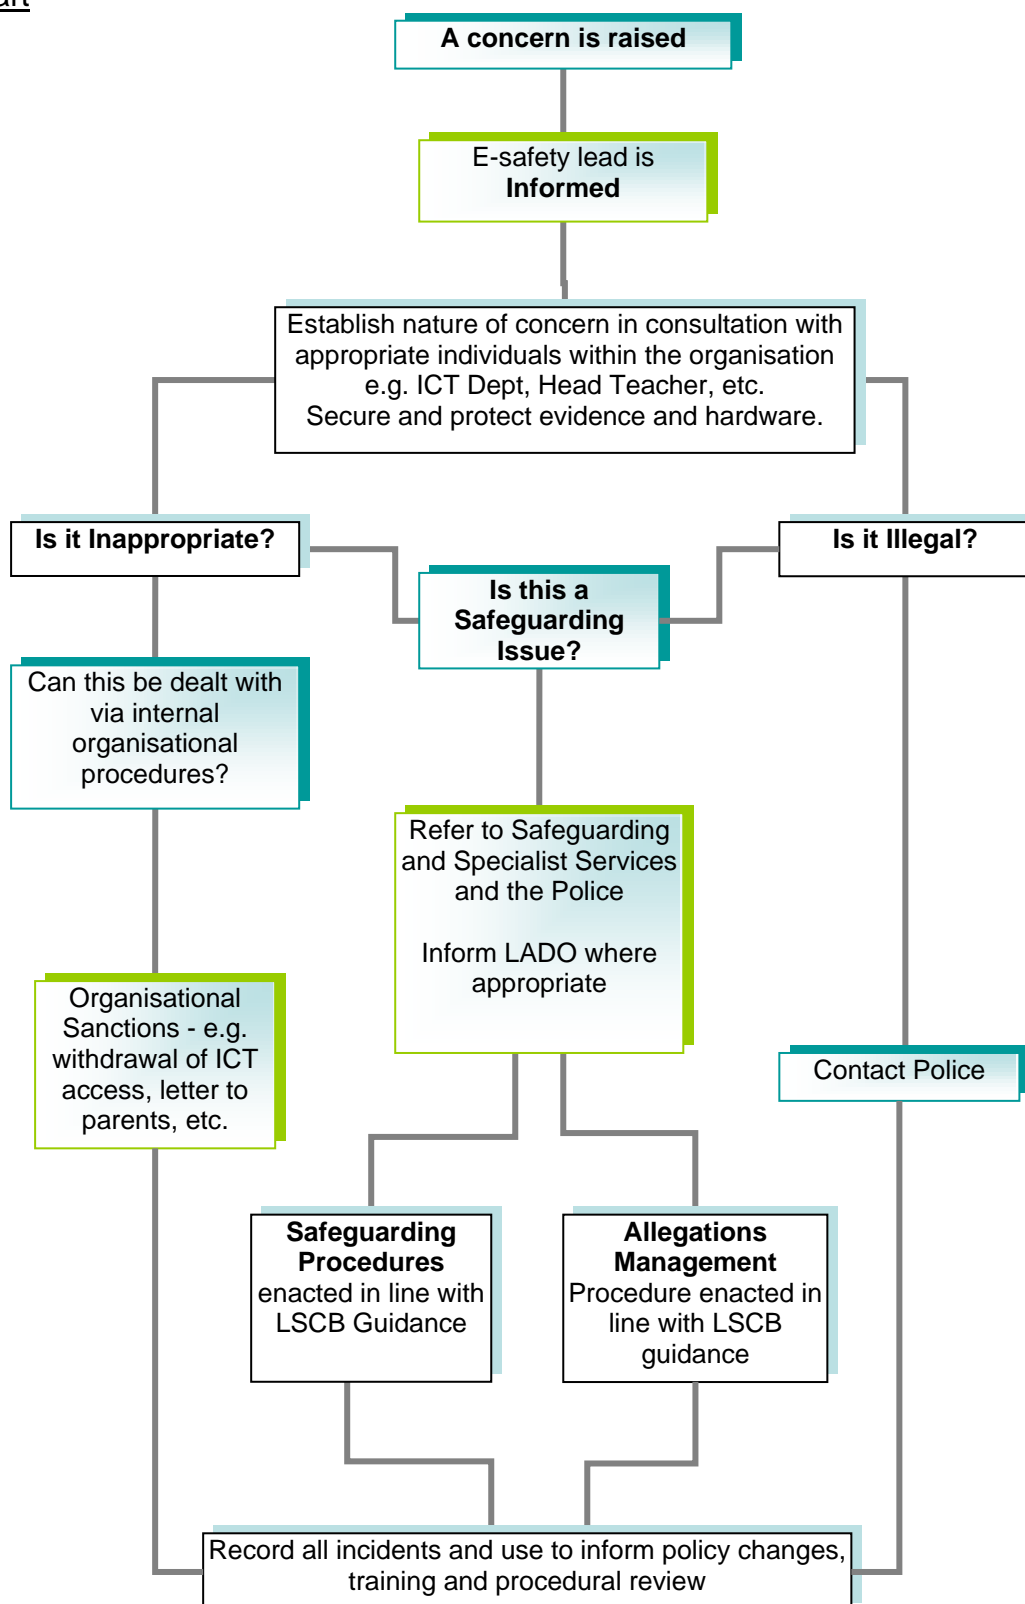 A concern is raised
E-safety lead is
Informed
Establish nature of concern in consultation with
appropriate individuals within the organisation
e.g. ICT Dept, Head Teacher, etc.
Secure and protect evidence and hardware.
Is it Inappropriate?
Is it Illegal?
Is this a
Safeguarding
Issue?
Can this be dealt with
via internal
organisational
procedures?
Refer to Safeguarding
and Specialist Services
and the Police
Inform LADO where
appropriate
Organisational
Sanctions - e.g.
withdrawal of ICT
access, letter to
parents, etc.
Contact Police
Safeguarding
Procedures
enacted in line with
LSCB Guidance
Allegations
Management
Procedure enacted in
line with LSCB
guidance
Record all incidents and use to inform policy changes,
training and procedural review